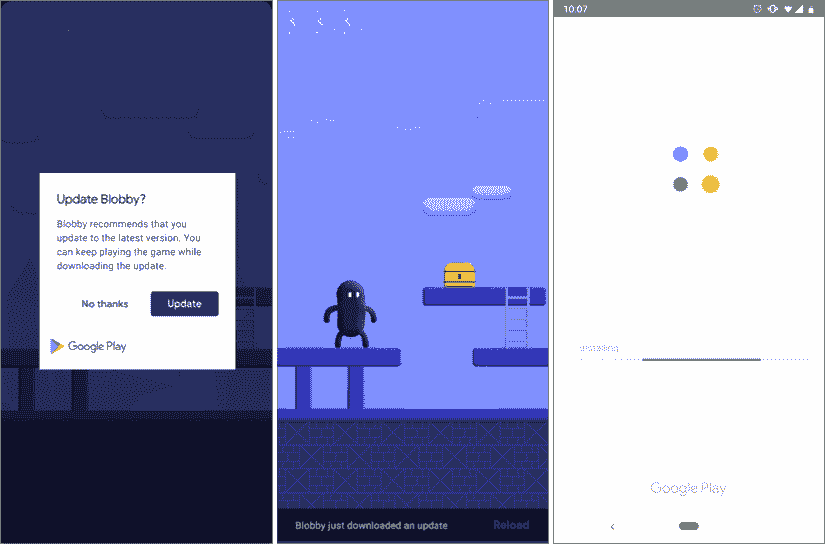 Update Blobby?
Blobby recommends that you
update to the latest version. You
can keep playing the game while
downloading the update.
No thanks
Update
Google Play
Blobby just downloaded an update
Reload
10:07
Installing
Google Play